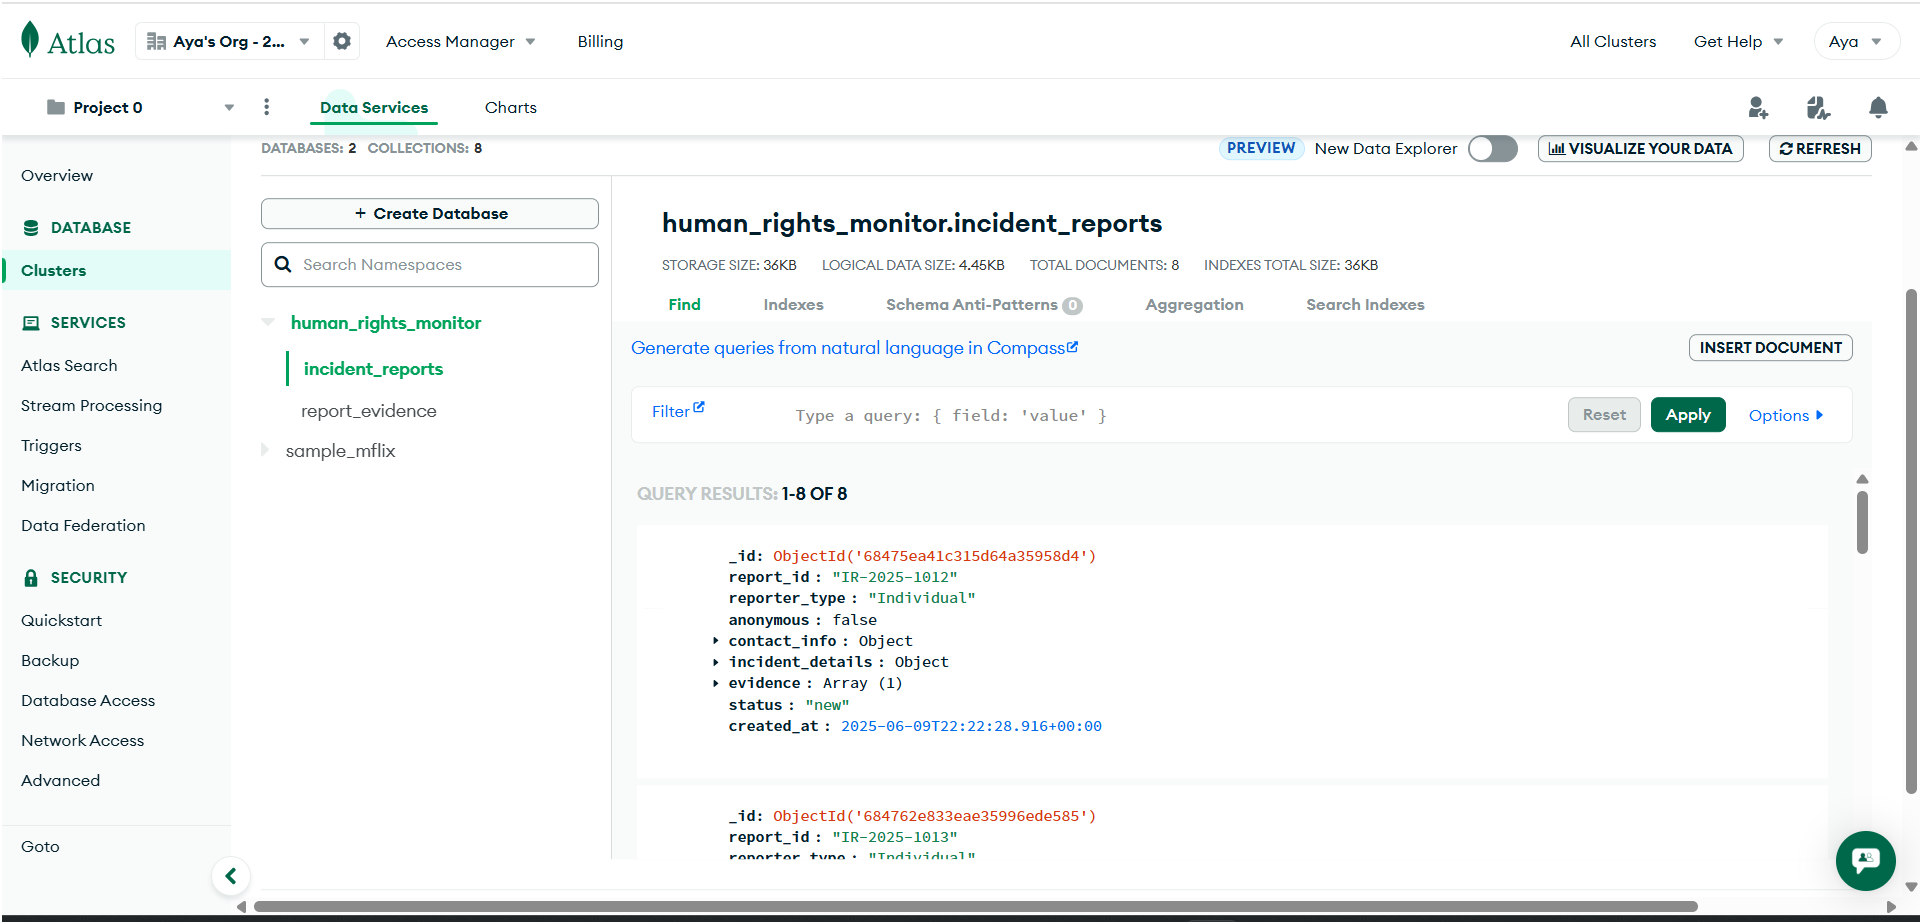 Atlas
Aya's Org - 2...
Access Manager
Billing
All Clusters
Get Help
Aya
Project 0
Data Services
Charts
DATABASES: 2 COLLECTIONS: 8
PREVIEW New Data Explorer
VISUALIZE YOUR DATA
REFRESH
Overview
DATABASE
Clusters
SERVICES
Atlas Search
Stream Processing
Triggers
Migration
Data Federation
SECURITY
Quickstart
Backup
Database Access
Network Access
Advanced
Goto
+ Create Database
Search Namespaces
human_rights_monitor
incident_reports
report_evidence
sample_mflix
human_rights_monitor.incident_reports
STORAGE SIZE: 36KB LOGICAL DATA SIZE: 4.45KB TOTAL DOCUMENTS: 8 INDEXES TOTAL SIZE: 36KB
Find Indexes Schema Anti-Patterns 0 Aggregation Search Indexes
Generate queries from natural language in Compass
INSERT DOCUMENT
Filter
Type a query: { field: 'value' }
Reset
Apply
Options
QUERY RESULTS: 1-8 OF 8
_id: ObjectId('68475ea41c315d64a35958d4')
report_id : "IR-2025-1012"
reporter_type : "Individual"
anonymous : false
contact_info : Object
incident_details : Object
evidence : Array (1)
status : "new"
created_at : 2025-06-09T22:22:28.916+00:00
_id: ObjectId('684762e833eae35996ede585')
report_id : "IR-2025-1013"
reporter_type : "Individual"